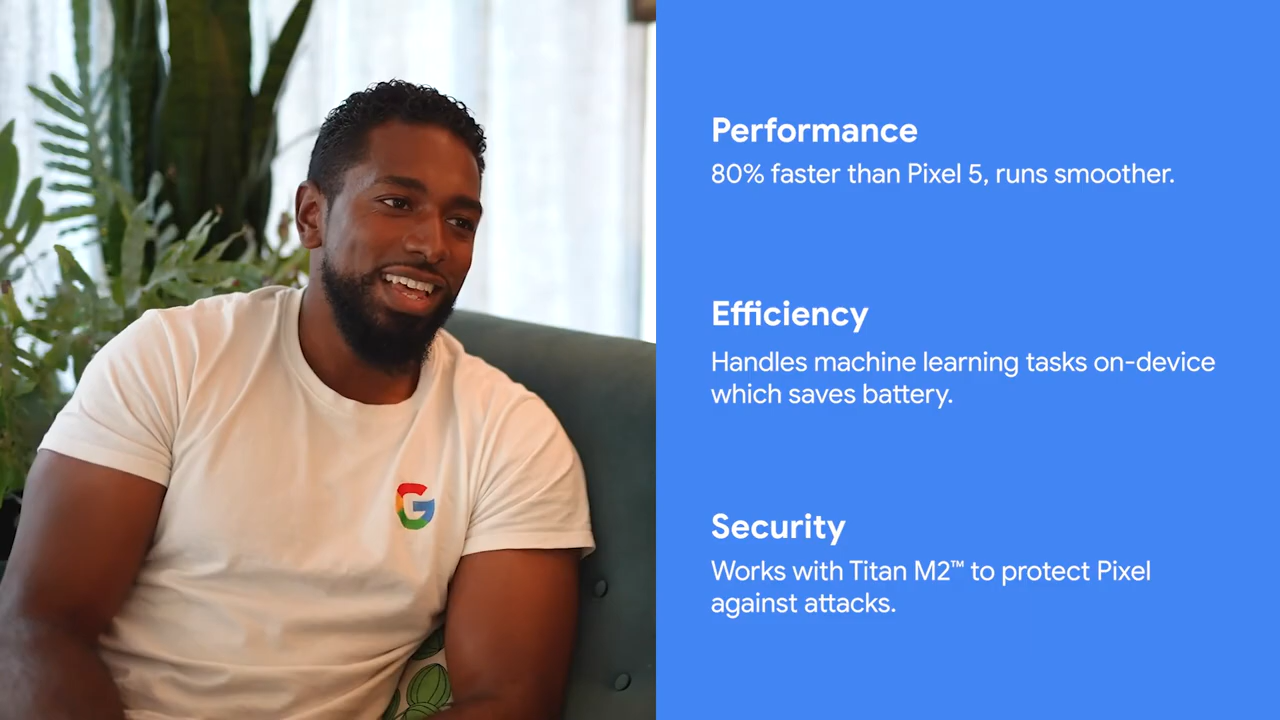 Performance
80% faster than Pixel 5, runs smoother.
Efficiency
Handles machine learning tasks on-device
which saves battery.
Security
Works with Titan M2™ to protect Pixel
against attacks.
G